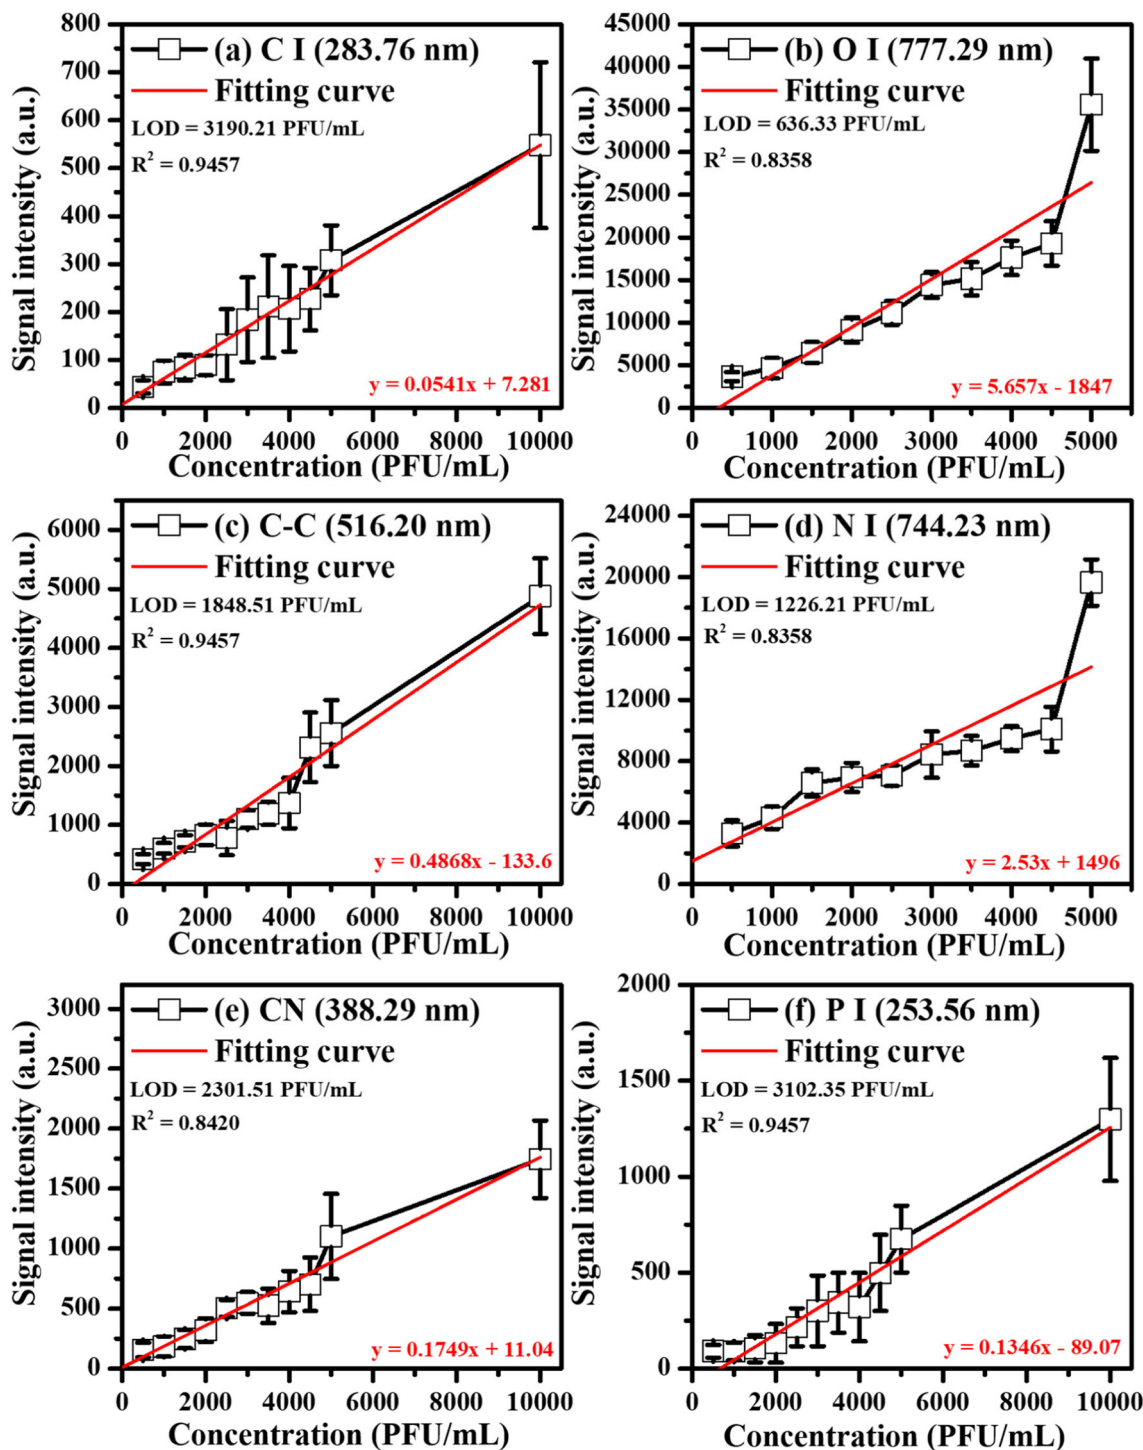 800
700
600
500
400
300
200
100
0
Signal intensity (a.u.)
(a) C I (283.76 nm)
Fitting curve
LOD = 3190.21 PFU/mL
R² = 0.9457
y = 0.0541x + 7.281
0 2000 4000 6000 8000 10000
Concentration (PFU/mL)
45000
40000
35000
30000
25000
20000
15000
10000
5000
0
Signal intensity (a.u.)
(b) O I (777.29 nm)
Fitting curve
LOD = 636.33 PFU/mL
R² = 0.8358
y = 5.657x - 1847
0 1000 2000 3000 4000 5000
Concentration (PFU/mL)
6000
5000
4000
3000
2000
1000
0
Signal intensity (a.u.)
(c) C-C (516.20 nm)
Fitting curve
LOD = 1848.51 PFU/mL
R² = 0.9457
y = 0.4868x - 133.6
0 2000 4000 6000 8000 10000
Concentration (PFU/mL)
24000
20000
16000
12000
8000
4000
0
Signal intensity (a.u.)
(d) N I (744.23 nm)
Fitting curve
LOD = 1226.21 PFU/mL
R² = 0.8358
y = 2.53x + 1496
0 1000 2000 3000 4000 5000
Concentration (PFU/mL)
3000
2500
2000
1500
1000
500
0
Signal intensity (a.u.)
(e) CN (388.29 nm)
Fitting curve
LOD = 2301.51 PFU/mL
R² = 0.8420
y = 0.1749x + 11.04
0 2000 4000 6000 8000 10000
Concentration (PFU/mL)
2000
1500
1000
500
0
Signal intensity (a.u.)
(f) P I (253.56 nm)
Fitting curve
LOD = 3102.35 PFU/mL
R² = 0.9457
y = 0.1346x - 89.07
0 2000 4000 6000 8000 10000
Concentration (PFU/mL)